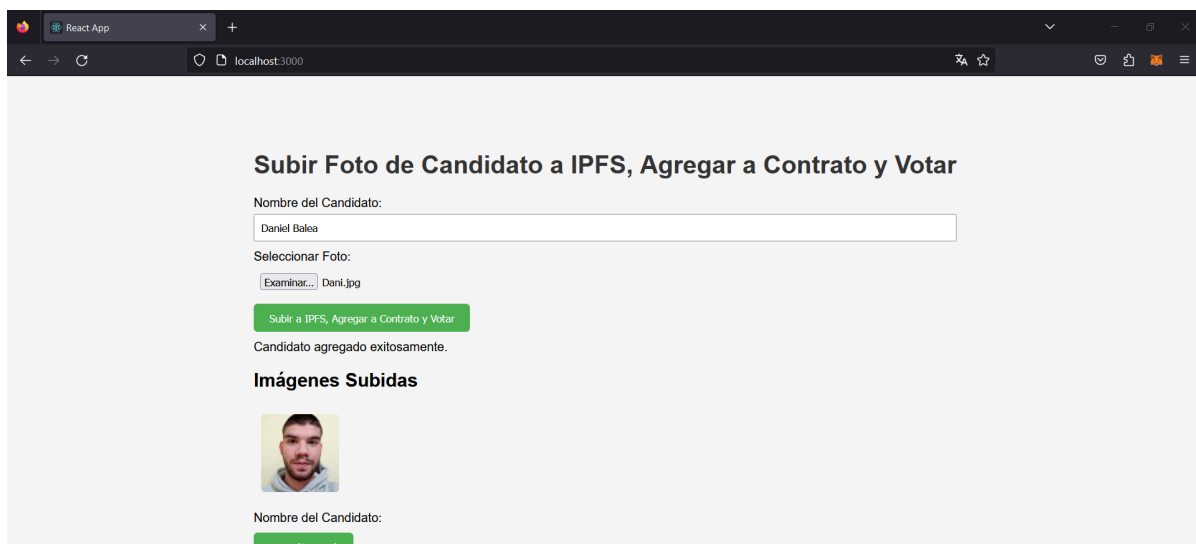 React App
localhost:3000
Subir Foto de Candidato a IPFS, Agregar a Contrato y Votar
Nombre del Candidato:
Daniel Balea
Seleccionar Foto:
Examinar... Dani.jpg
Subir a IPFS, Agregar a Contrato y Votar
Candidato agregado exitosamente.
Imágenes Subidas
Nombre del Candidato: